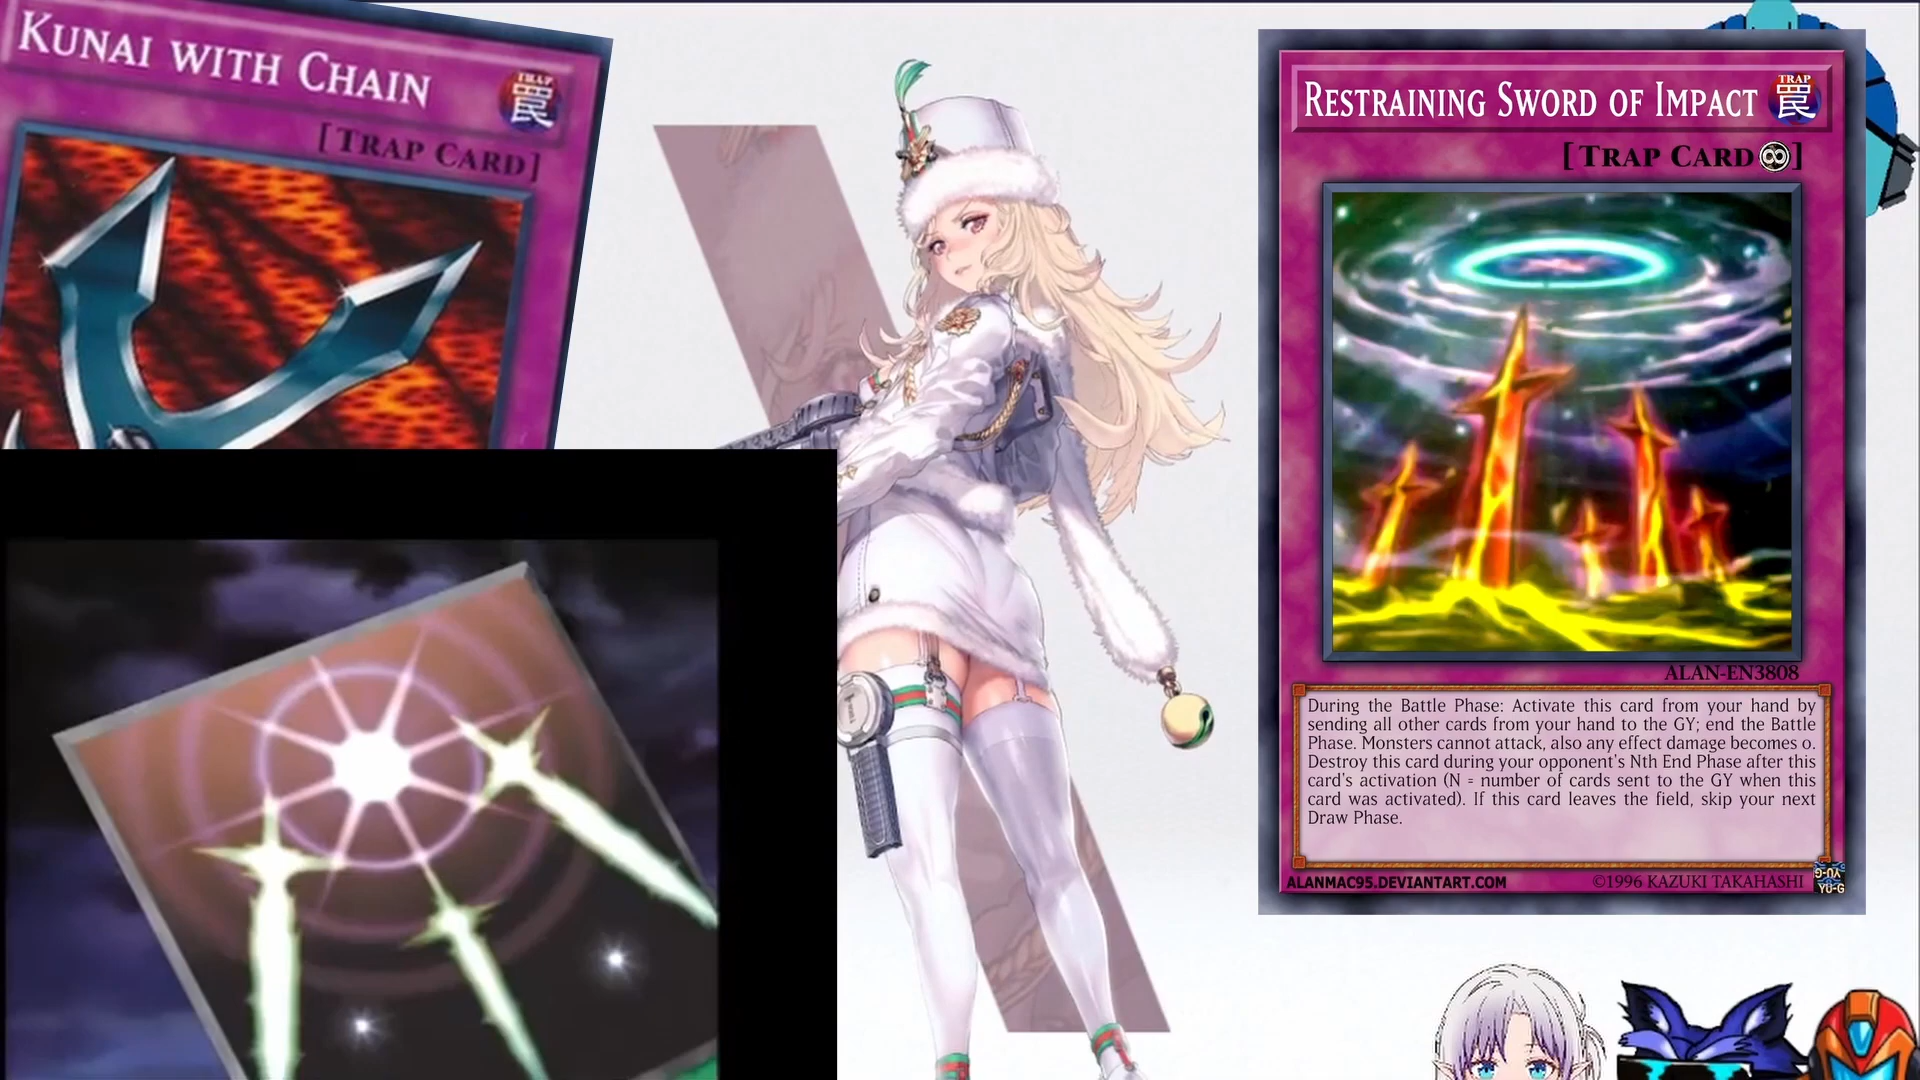 KUNAI WITH CHAIN
TRAP
罠
[TRAP CARD]
RESTRAINING SWORD OF IMPACT
TRAP
罠
[TRAP CARD∞]
ALAN-EN3808
During the Battle Phase: Activate this card from your hand by
sending all other cards from your hand to the GY; end the Battle
Phase. Monsters cannot attack, also any effect damage becomes 0.
Destroy this card during your opponent's Nth End Phase after this
card's activation (N = number of cards sent to the GY when this
card was activated). If this card leaves the field, skip your next
Draw Phase.
ALANMAC95.DEVIANTART.COM
©1996 KAZUKI TAKAHASHI